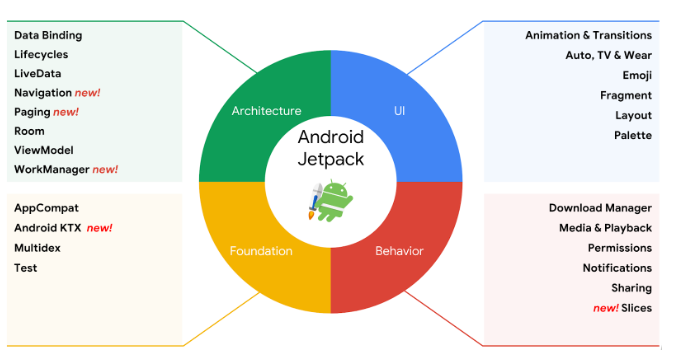 Data Binding
Lifecycles
LiveData
Navigation new!
Paging new!
Room
ViewModel
WorkManager new!
AppCompat
Android KTX new!
Multidex
Test
Architecture
UI
Android
Jetpack
Foundation
Behavior
Animation & Transitions
Auto, TV & Wear
Emoji
Fragment
Layout
Palette
Download Manager
Media & Playback
Permissions
Notifications
Sharing
new! Slices